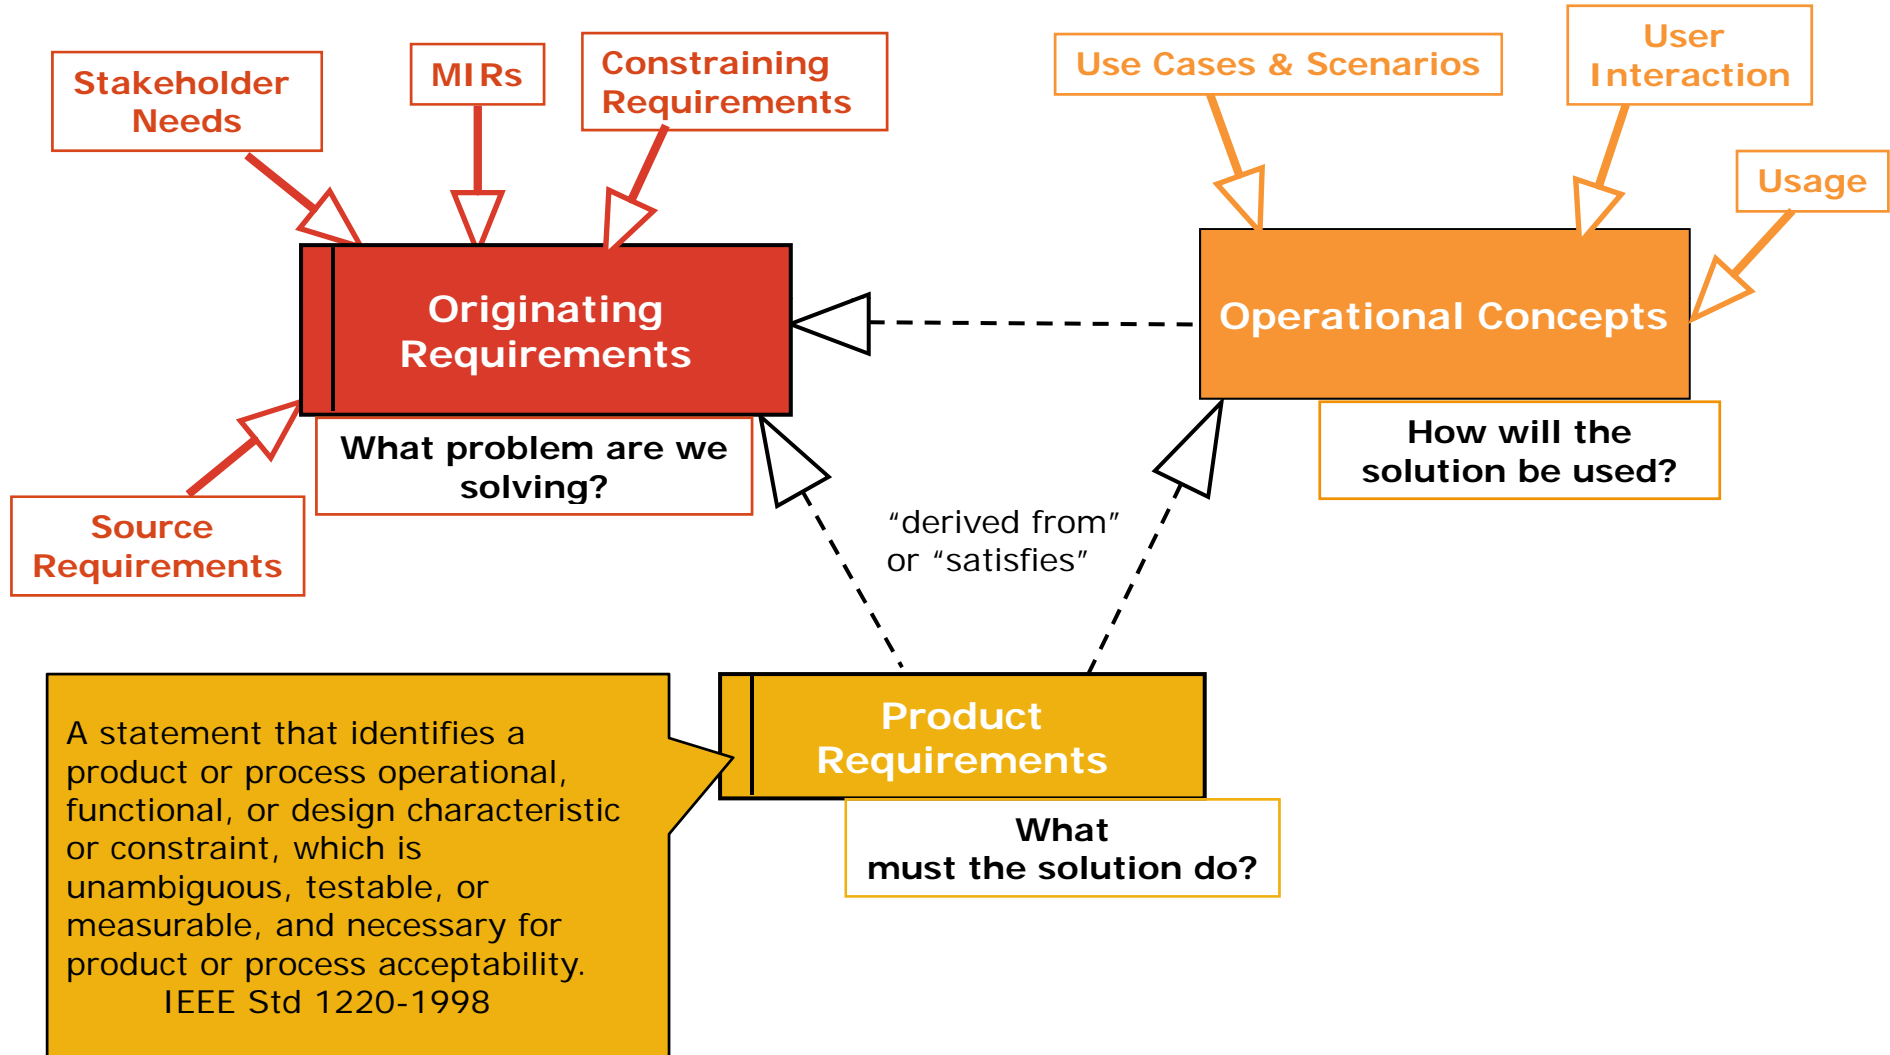 Stakeholder
Needs
MIRs
Constraining
Requirements
Use Cases & Scenarios
User
Interaction
Usage
Originating
Requirements
Operational Concepts
What problem are we
solving?
How will the
solution be used?
Source
Requirements
“derived from”
or “satisfies”
Product
Requirements
What
must the solution do?
A statement that identifies a
product or process operational,
functional, or design characteristic
or constraint, which is
unambiguous, testable, or
measurable, and necessary for
product or process acceptability.
IEEE Std 1220-1998